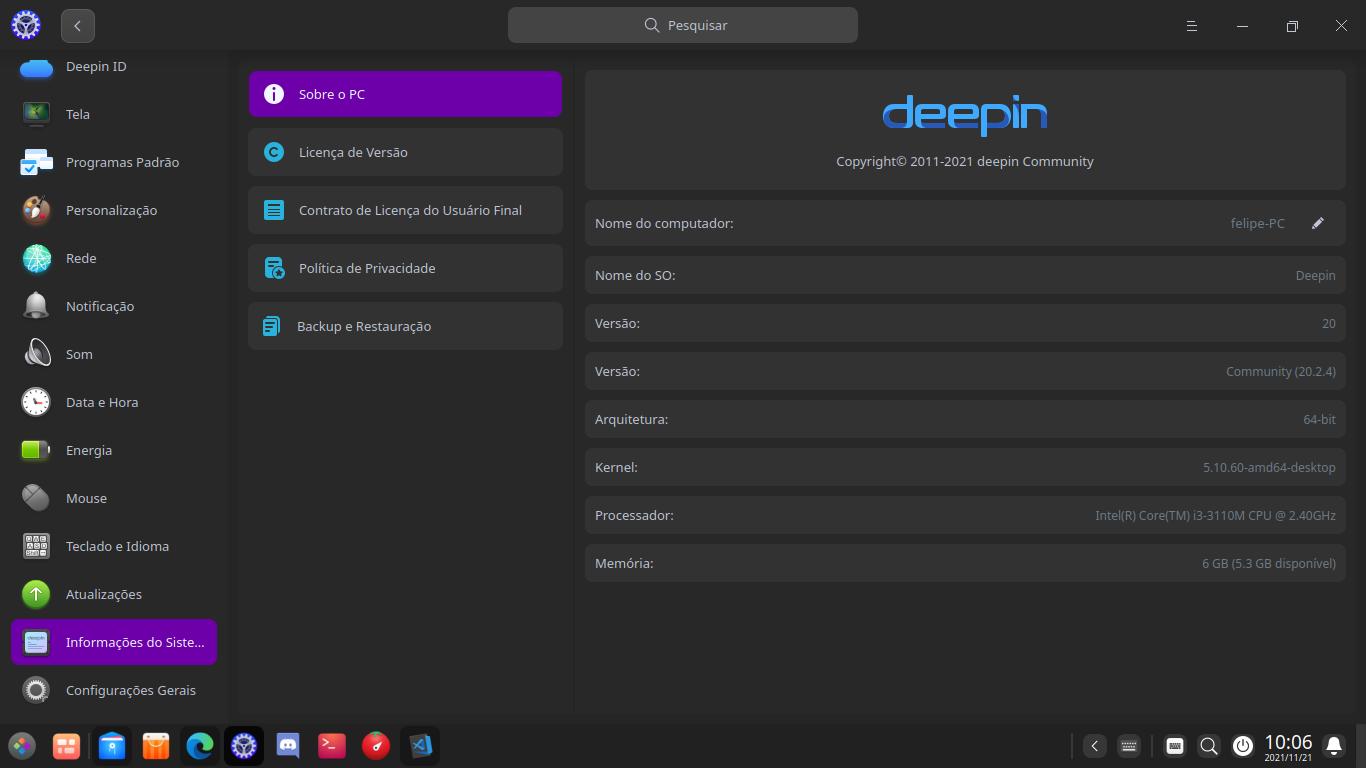 Pesquisar
Deepin ID
Tela
Programas Padrão
Personalização
Rede
Notificação
Som
Data e Hora
Energia
Mouse
Teclado e Idioma
Atualizações
Informações do Siste...
Configurações Gerais
Sobre o PC
Licença de Versão
Contrato de Licença do Usuário Final
Política de Privacidade
Backup e Restauração
deepin
Copyright© 2011-2021 deepin Community
Nome do computador: felipe-PC
Nome do SO: Deepin
Versão: 20
Versão: Community (20.2.4)
Arquitetura: 64-bit
Kernel: 5.10.60-amd64-desktop
Processador: Intel(R) Core(TM) i3-3110M CPU @ 2.40GHz
Memória: 6 GB (5.3 GB disponível)
10:06
2021/11/21